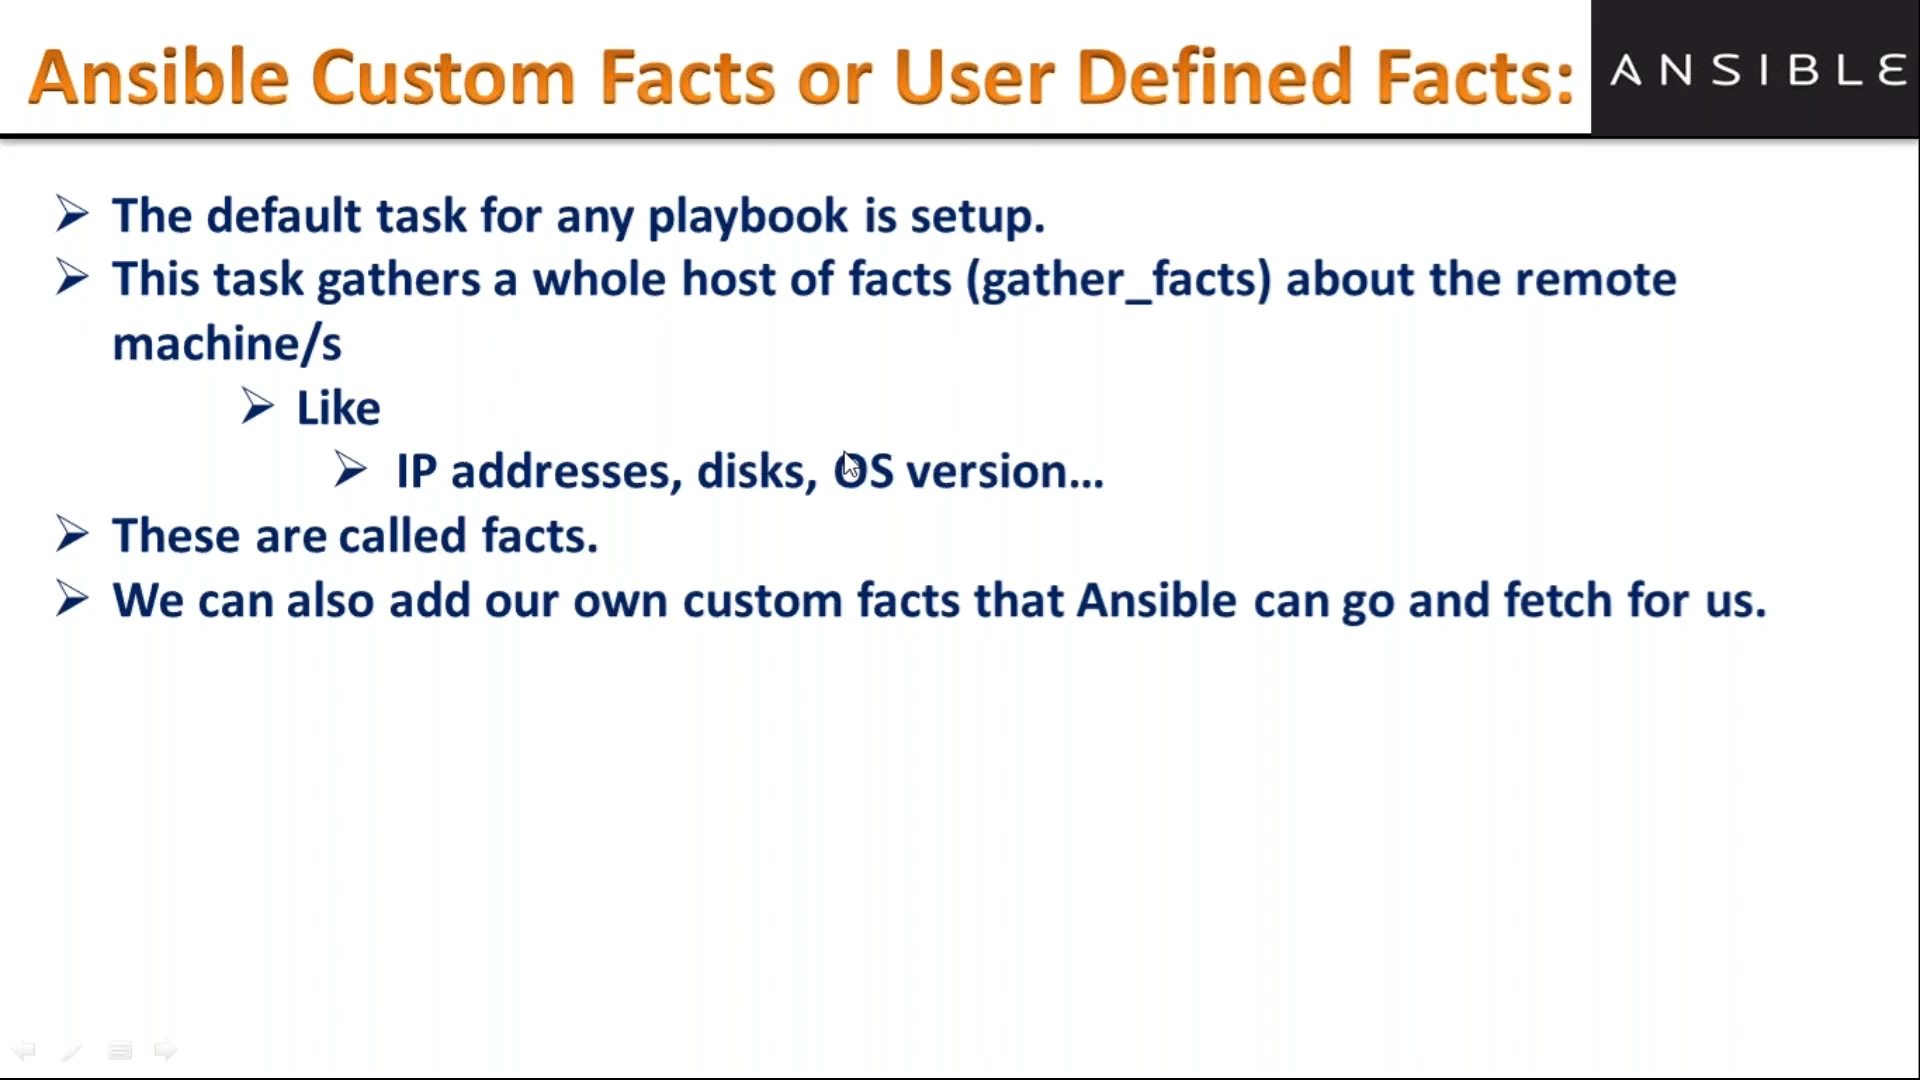 Ansible Custom Facts or User Defined Facts:
ANSIBLE
The default task for any playbook is setup.
This task gathers a whole host of facts (gather_facts) about the remote
machine/s
Like
IP addresses, disks, OS version...
These are called facts.
We can also add our own custom facts that Ansible can go and fetch for us.